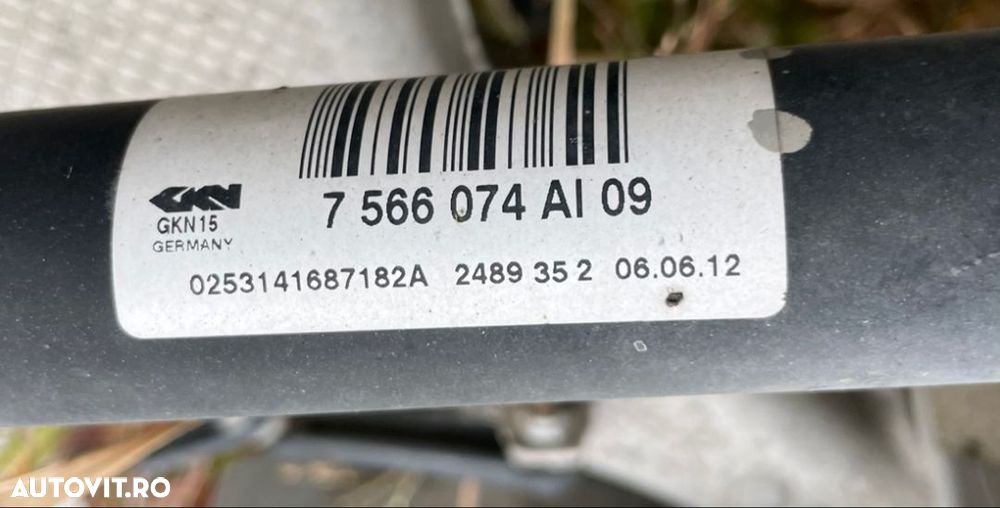 7 566 074 AI 09
GKN
GKN15
GERMANY
0253141687182A 2489 35 2 06.06.12
AUTOVIT.RO